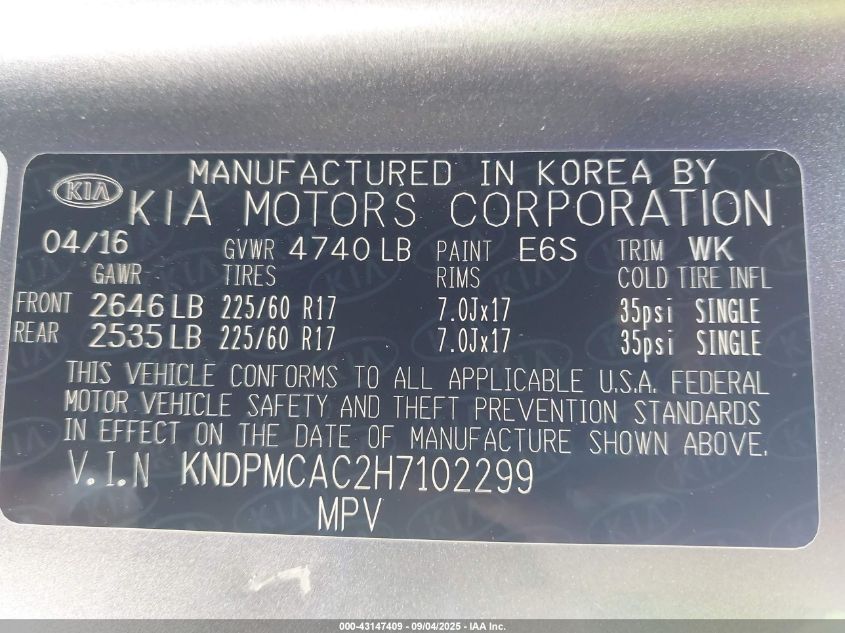 MANUFACTURED IN KOREA BY
KIA KIA MOTORS CORPORATION
04/16 GVWR 4740 LB PAINT E6S TRIM WK
GAWR TIRES RIMS COLD TIRE INFL
FRONT 2646 LB 225/60 R17 7.0Jx17 35psi SINGLE
REAR 2535 LB 225/60 R17 7.0Jx17 35psi SINGLE
THIS VEHICLE CONFORMS TO ALL APPLICABLE U.S.A. FEDERAL
MOTOR VEHICLE SAFETY AND THEFT PREVENTION STANDARDS
IN EFFECT ON THE DATE OF MANUFACTURE SHOWN ABOVE.
V.I.N KNDPMCAC2H7102299
MPV
000-43147409 - 09/04/2025 - IAA Inc.